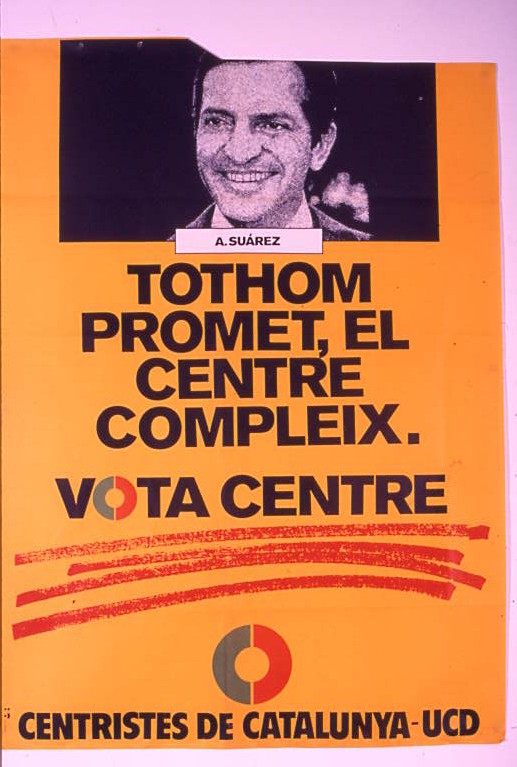 A. SUÁREZ
TOTHOM
PROMET, EL
CENTRE
COMPLEIX.
VOTA CENTRE
CENTRISTES DE CATALUNYA-UCD